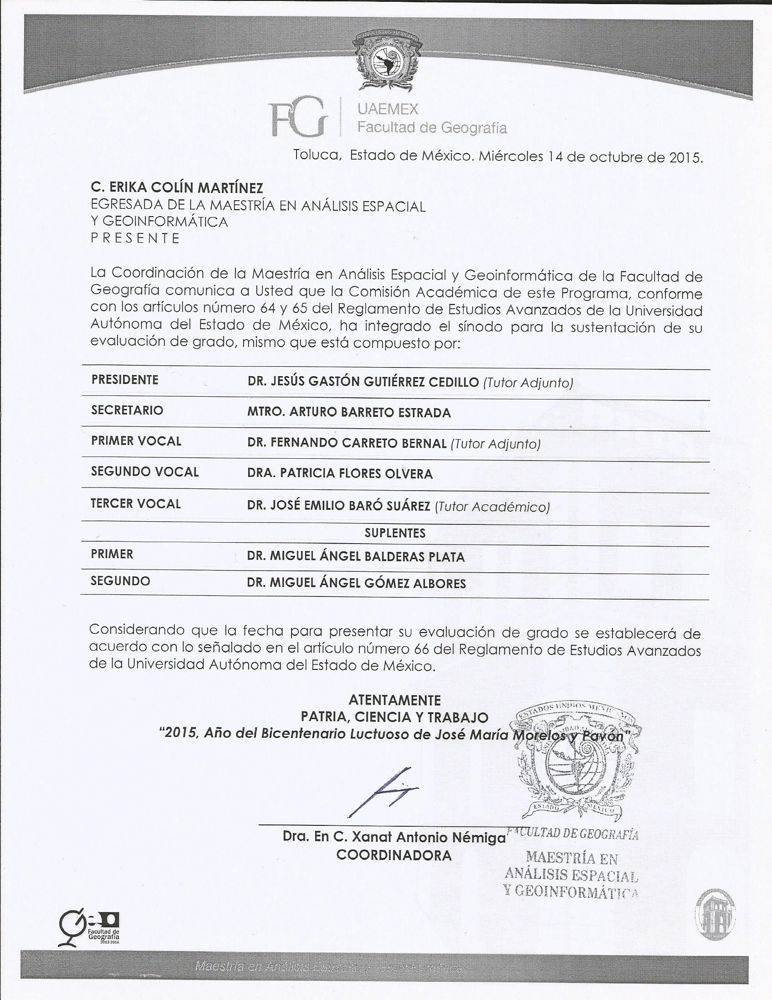 ESTADOS UNIDOS MEXICANOS
FG
UAEMEX
Facultad de Geografía
Toluca, Estado de México. Miércoles 14 de octubre de 2015.
C. ERIKA COLÍN MARTÍNEZ
EGRESADA DE LA MAESTRÍA EN ANÁLISIS ESPACIAL
Y GEOINFORMÁTICA
P R E S E N T E
La Coordinación de la Maestría en Análisis Espacial y Geoinformática de la Facultad de
Geografía comunica a Usted que la Comisión Académica de este Programa, conforme
con los artículos número 64 y 65 del Reglamento de Estudios Avanzados de la Universidad
Autónoma del Estado de México, ha integrado el sínodo para la sustentación de su
evaluación de grado, mismo que está compuesto por:
PRESIDENTE DR. JESÚS GASTÓN GUTIÉRREZ CEDILLO (Tutor Adjunto)
SECRETARIO MTRO. ARTURO BARRETO ESTRADA
PRIMER VOCAL DR. FERNANDO CARRETO BERNAL (Tutor Adjunto)
SEGUNDO VOCAL DRA. PATRICIA FLORES OLVERA
TERCER VOCAL DR. JOSÉ EMILIO BARÓ SUÁREZ (Tutor Académico)
SUPLENTES
PRIMER DR. MIGUEL ÁNGEL BALDERAS PLATA
SEGUNDO DR. MIGUEL ÁNGEL GÓMEZ ALBORES
Considerando que la fecha para presentar su evaluación de grado se establecerá de
acuerdo con lo señalado en el artículo número 66 del Reglamento de Estudios Avanzados
de la Universidad Autónoma del Estado de México.
ATENTAMENTE
PATRIA, CIENCIA Y TRABAJO
“2015, Año del Bicentenario Luctuoso de José María Morelos y Pavón”
ESTADOS UNIDOS MEXICANOS
ESTADO MÉXICO
Dra. En C. Xanat Antonio Némiga
COORDINADORA
FACULTAD DE GEOGRAFÍA
MAESTRÍA EN
ANÁLISIS ESPACIAL
Y GEOINFORMÁTICA
Facultad de
Geografía
2012-2016
Maestría en Análisis Espacial y Geoinformática